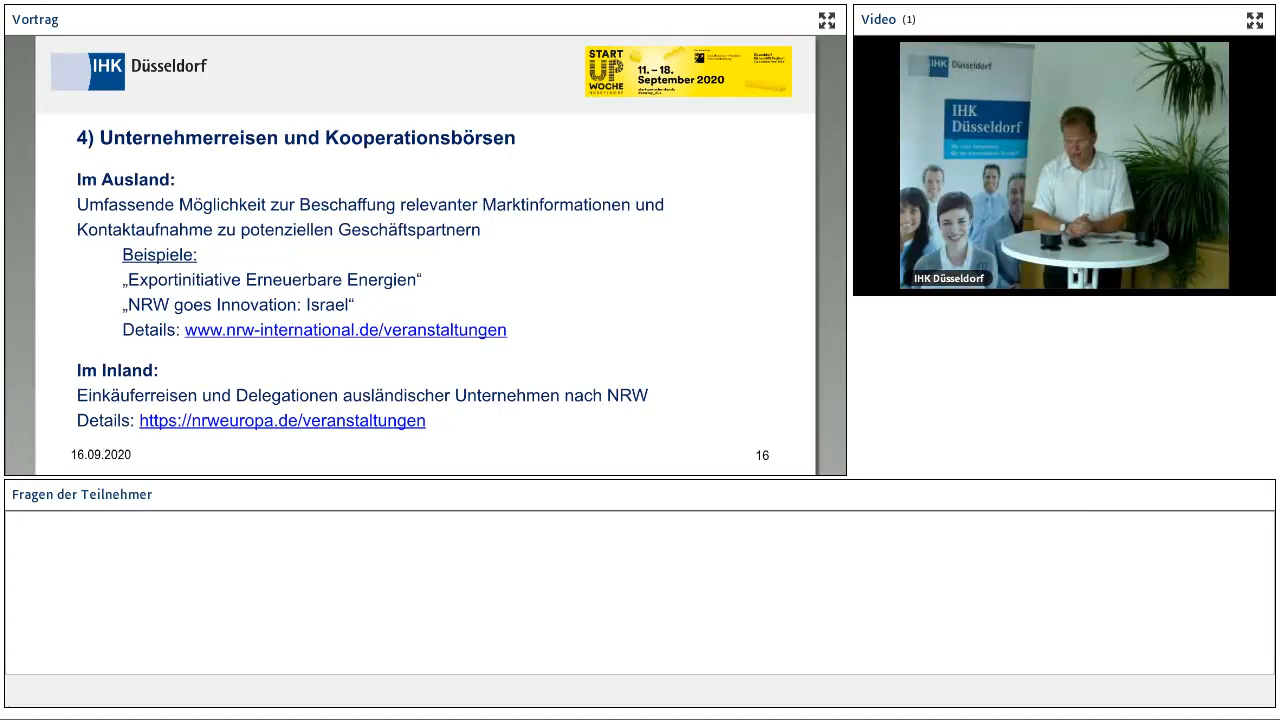 Vortrag
IHK Düsseldorf
START
UP
WOCHE
DÜSSELDORF
11. – 18.
September 2020
4) Unternehmerreisen und Kooperationsbörsen
Im Ausland:
Umfassende Möglichkeit zur Beschaffung relevanter Marktinformationen und
Kontaktaufnahme zu potenziellen Geschäftspartnern
Beispiele:
„Exportinitiative Erneuerbare Energien“
„NRW goes Innovation: Israel“
Details: www.nrw-international.de/veranstaltungen
Im Inland:
Einkäuferreisen und Delegationen ausländischer Unternehmen nach NRW
Details: https://nrweuropa.de/veranstaltungen
16.09.2020
16
Video (1)
IHK Düsseldorf
IHK
Düsseldorf
IHK Düsseldorf
Fragen der Teilnehmer